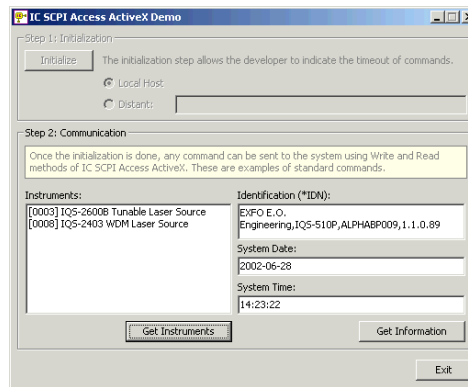 IC SCPI Access ActiveX Demo
Step 1: Initialization
Initialize
The initialization step allows the developer to indicate the timeout of commands.
Local Host
Distant:
Step 2: Communication
Once the initialization is done, any command can be sent to the system using Write and Read
methods of IC SCPI Access ActiveX. These are examples of standard commands.
Instruments:
[0003] IQS-2600B Tunable Laser Source
[0008] IQS-2403 WDM Laser Source
Identification (*IDN):
EXFO E.O.
Engineering,IQS-510P,ALPHABP009,1.1.0.89
System Date:
2002-06-28
System Time:
14:23:22
Get Instruments
Get Information
Exit